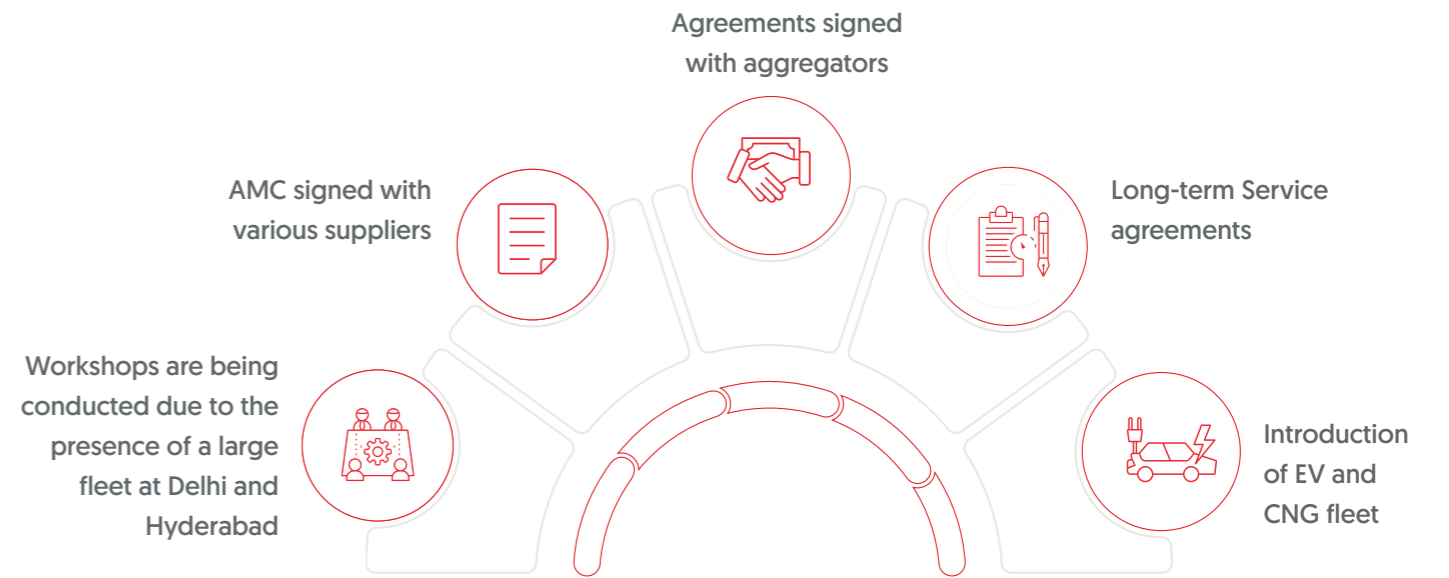 Agreements signed
with aggregators
AMC signed with
various suppliers
Long-term Service
agreements
Workshops are being
conducted due to the
presence of a large
fleet at Delhi and
Hyderabad
Introduction
of EV and
CNG fleet